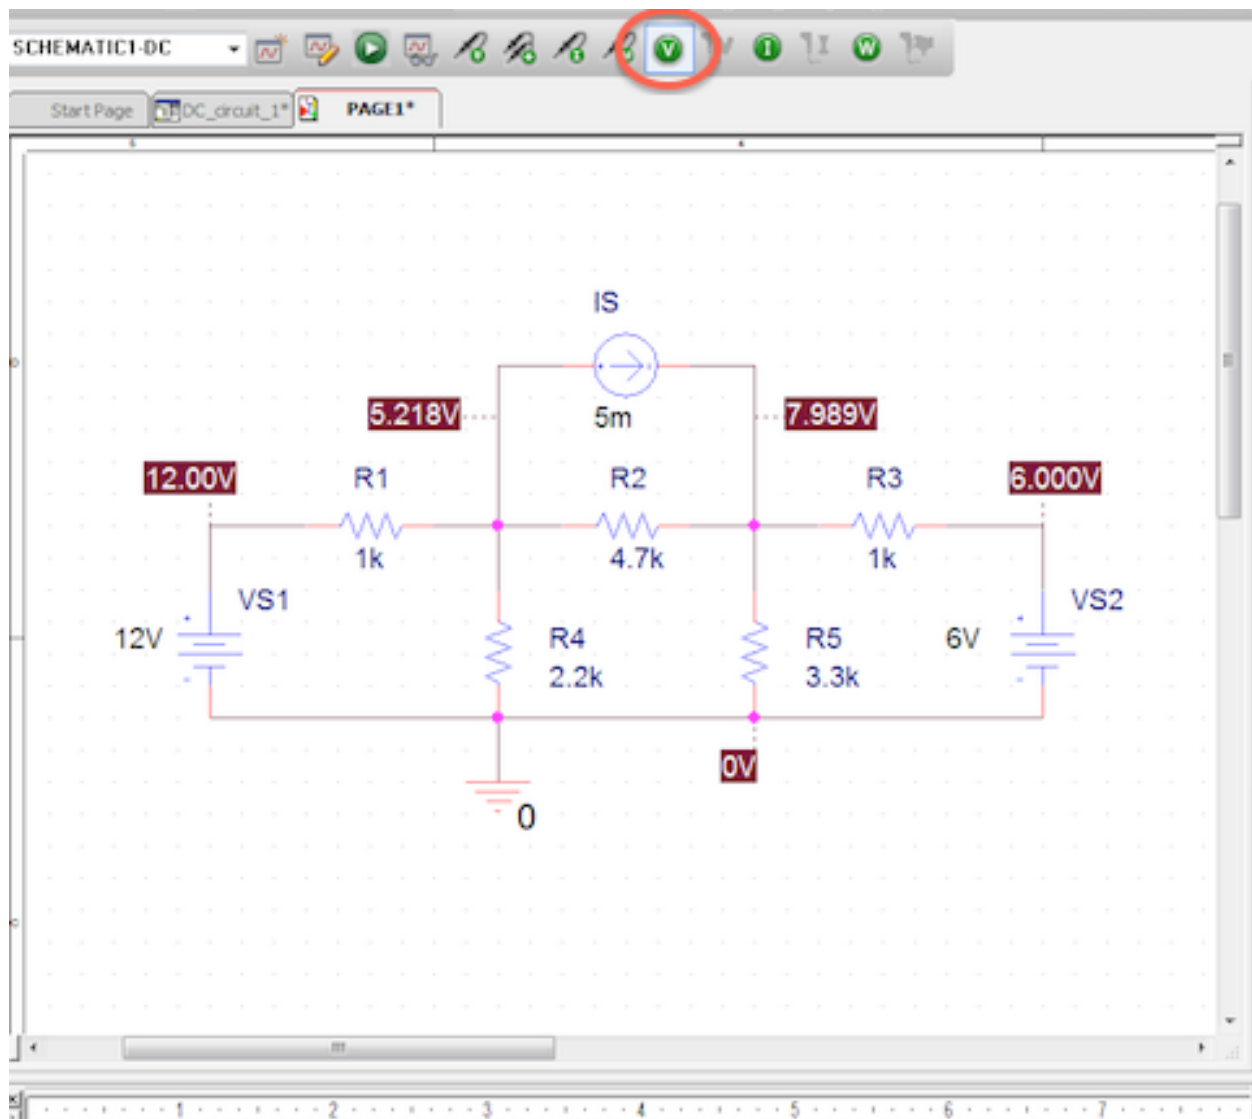 SCHEMATIC1-DC
V I W
Start Page DC_circuit_1* PAGE1*
IS
5.218V 5m 7.989V
12.00V R1 R2 R3 6.000V
1k 4.7k 1k
VS1 VS2
12V R4 R5 6V
2.2k 3.3k
0V
0
1 2 3 4 5 6 7